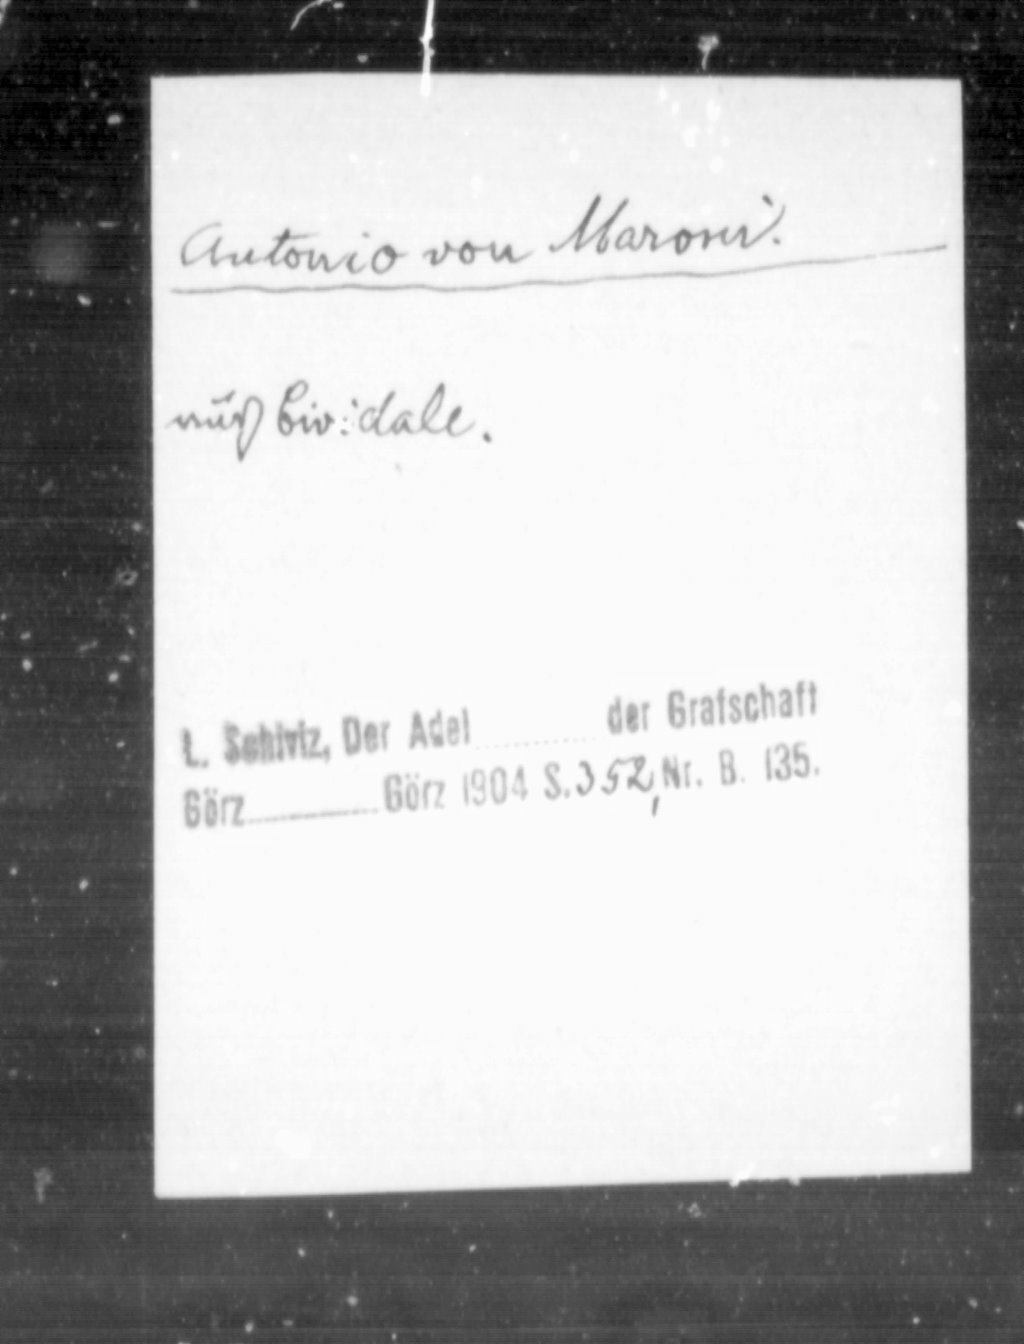 Antonio von Maroni.
aus Cividale.
L. Schiviz, Der Adel .......... der Grafschaft
Görz .......... Görz 1904 S. 352, Nr. B. 135.